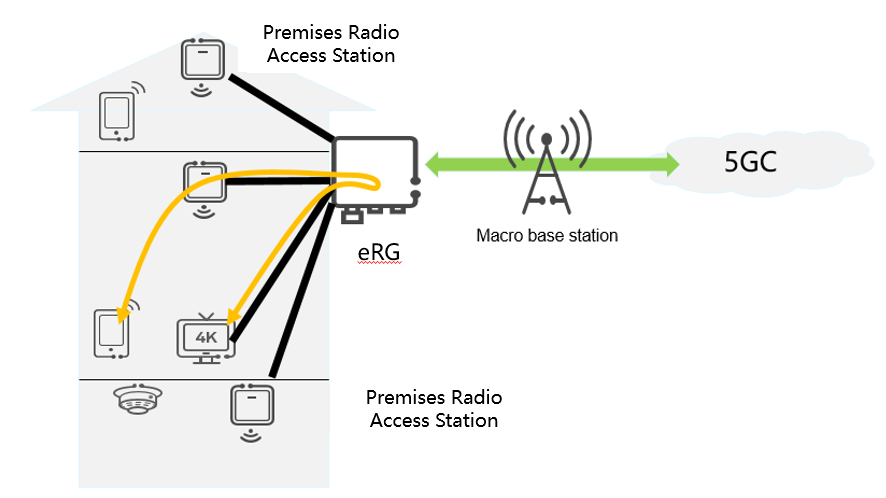 Premises Radio
Access Station
5GC
Macro base station
eRG
4K
Premises Radio
Access Station